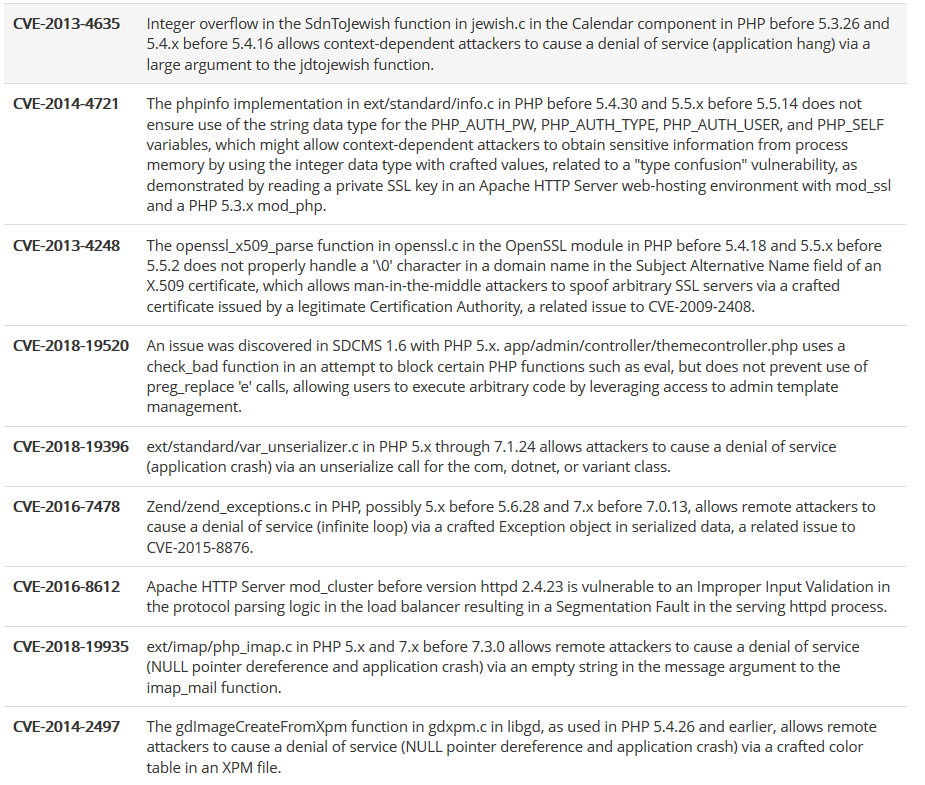 CVE-2013-4635 Integer overflow in the SdnToJewish function in jewish.c in the Calendar component in PHP before 5.3.26 and
5.4.x before 5.4.16 allows context-dependent attackers to cause a denial of service (application hang) via a
large argument to the jdtojewish function.
CVE-2014-4721 The phpinfo implementation in ext/standard/info.c in PHP before 5.4.30 and 5.5.x before 5.5.14 does not
ensure use of the string data type for the PHP_AUTH_PW, PHP_AUTH_TYPE, PHP_AUTH_USER, and PHP_SELF
variables, which might allow context-dependent attackers to obtain sensitive information from process
memory by using the integer data type with crafted values, related to a "type confusion" vulnerability, as
demonstrated by reading a private SSL key in an Apache HTTP Server web-hosting environment with mod_ssl
and a PHP 5.3.x mod_php.
CVE-2013-4248 The openssl_x509_parse function in openssl.c in the OpenSSL module in PHP before 5.4.18 and 5.5.x before
5.5.2 does not properly handle a '\0' character in a domain name in the Subject Alternative Name field of an
X.509 certificate, which allows man-in-the-middle attackers to spoof arbitrary SSL servers via a crafted
certificate issued by a legitimate Certification Authority, a related issue to CVE-2009-2408.
CVE-2018-19520 An issue was discovered in SDCMS 1.6 with PHP 5.x. app/admin/controller/themecontroller.php uses a
check_bad function in an attempt to block certain PHP functions such as eval, but does not prevent use of
preg_replace 'e' calls, allowing users to execute arbitrary code by leveraging access to admin template
management.
CVE-2018-19396 ext/standard/var_unserializer.c in PHP 5.x through 7.1.24 allows attackers to cause a denial of service
(application crash) via an unserialize call for the com, dotnet, or variant class.
CVE-2016-7478 Zend/zend_exceptions.c in PHP, possibly 5.x before 5.6.28 and 7.x before 7.0.13, allows remote attackers to
cause a denial of service (infinite loop) via a crafted Exception object in serialized data, a related issue to
CVE-2015-8876.
CVE-2016-8612 Apache HTTP Server mod_cluster before version httpd 2.4.23 is vulnerable to an Improper Input Validation in
the protocol parsing logic in the load balancer resulting in a Segmentation Fault in the serving httpd process.
CVE-2018-19935 ext/imap/php_imap.c in PHP 5.x and 7.x before 7.3.0 allows remote attackers to cause a denial of service
(NULL pointer dereference and application crash) via an empty string in the message argument to the
imap_mail function.
CVE-2014-2497 The gdImageCreateFromXpm function in gdxpm.c in libgd, as used in PHP 5.4.26 and earlier, allows remote
attackers to cause a denial of service (NULL pointer dereference and application crash) via a crafted color
table in an XPM file.